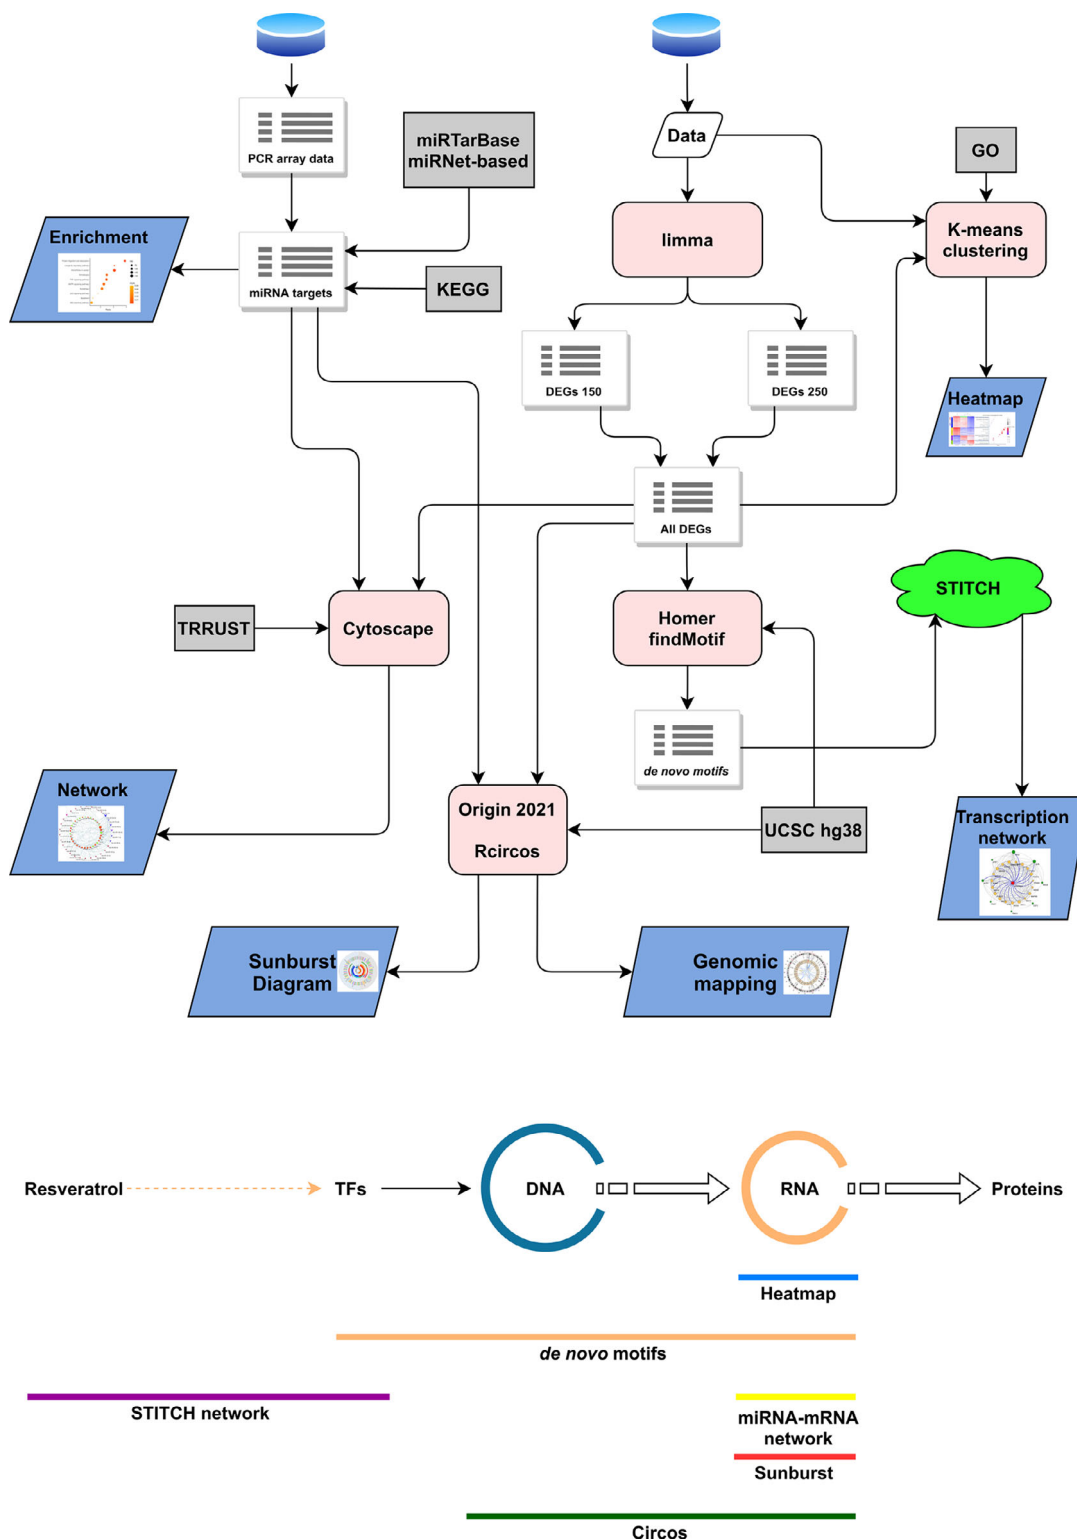 PCR array data
miRTarBase
miRNet-based
Data
GO
Enrichment
miRNA targets
KEGG
limma
K-means
clustering
DEGs 150
DEGs 250
Heatmap
All DEGs
TRRUST
Cytoscape
Homer
findMotif
STITCH
de novo motifs
Network
Origin 2021
Rcircos
UCSC hg38
Transcription
network
Sunburst
Diagram
Genomic
mapping
Resveratrol
TFs
DNA
RNA
Proteins
Heatmap
de novo motifs
STITCH network
miRNA-mRNA
network
Sunburst
Circos